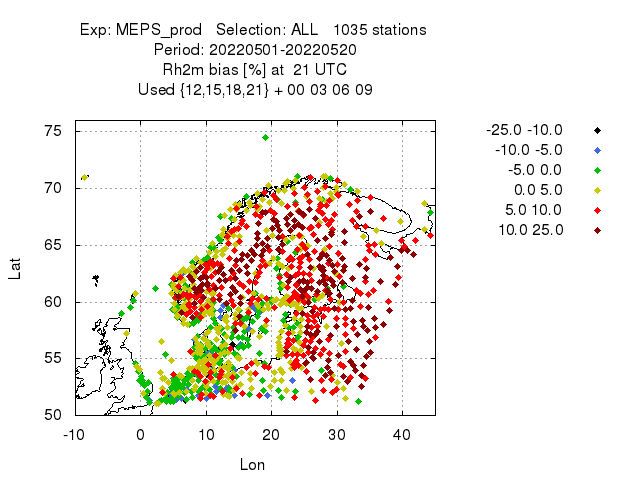 Exp: MEPS_prod   Selection: ALL   1035 stations
Period: 20220501-20220520
Rh2m bias [%] at  21 UTC
Used {12,15,18,21} + 00 03 06 09
-25.0 -10.0
-10.0 -5.0
-5.0 0.0
0.0 5.0
5.0 10.0
10.0 25.0
75
70
65
60
55
50
Lat
-10 0 10 20 30 40
Lon